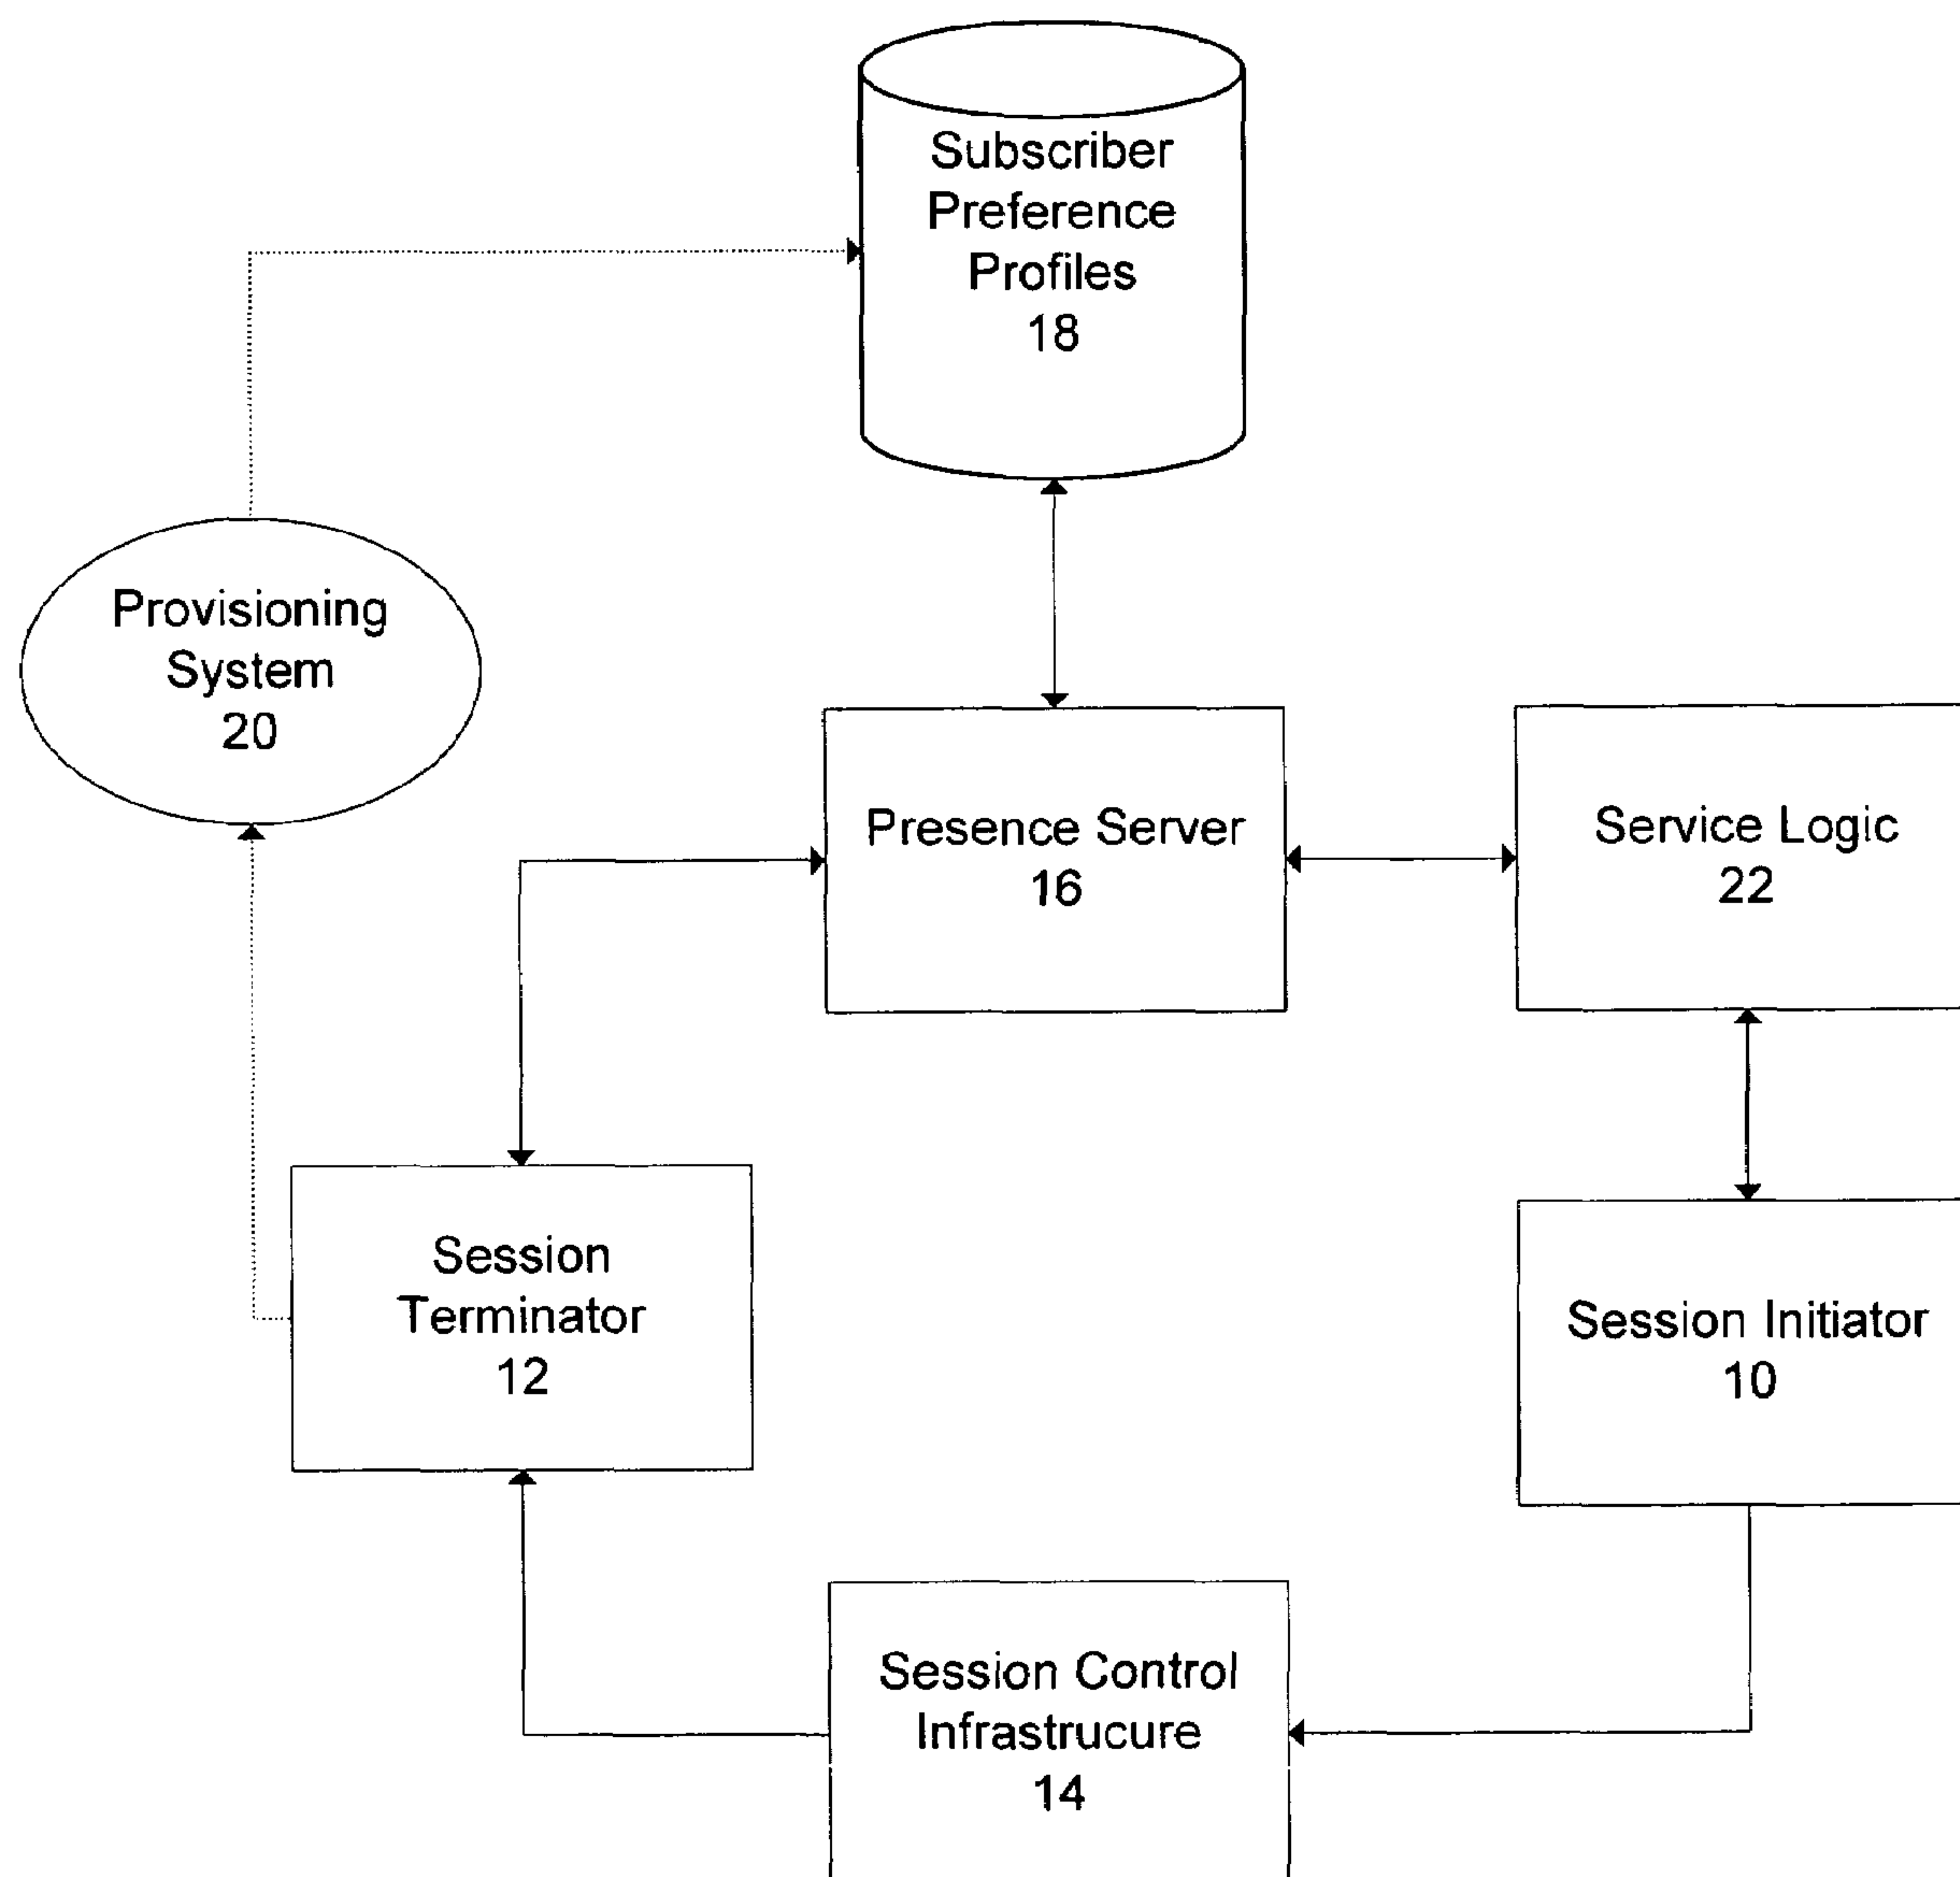 Subscriber
Preference
Profiles
18
Provisioning
System
20
Presence Server
16
Service Logic
22
Session
Terminator
12
Session Initiator
10
Session Control
Infrastrucure
14